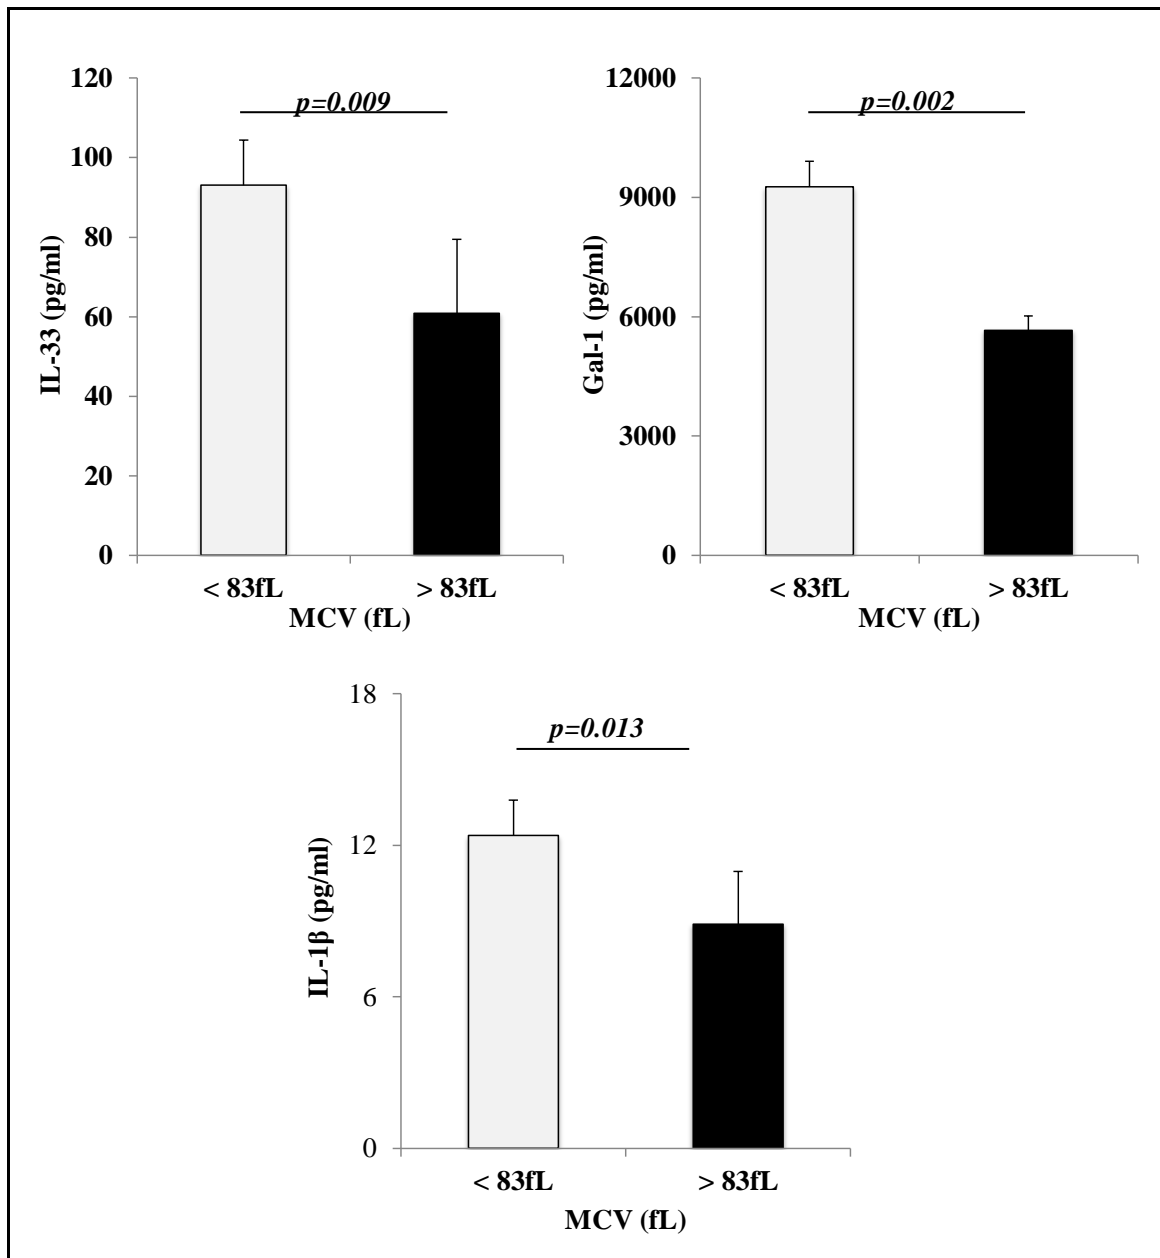 120
100
80
60
40
20
0
IL-33 (pg/ml)
p=0.009
< 83fL > 83fL
MCV (fL)
12000
9000
6000
3000
0
Gal-1 (pg/ml)
p=0.002
< 83fL > 83fL
MCV (fL)
18
12
6
0
IL-1β (pg/ml)
p=0.013
< 83fL > 83fL
MCV (fL)